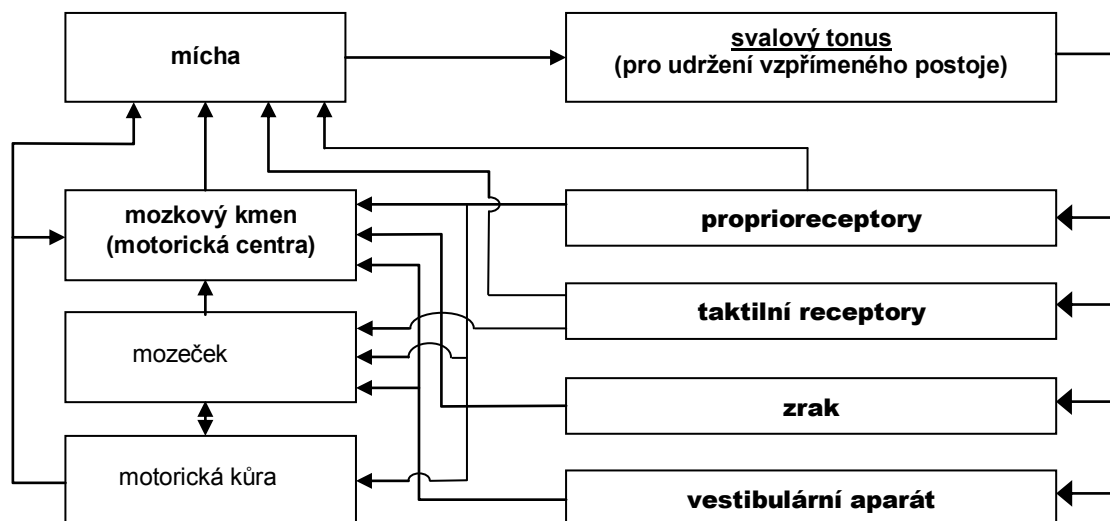 mícha
svalový tonus
(pro udržení vzpřímeného postoje)
mozkový kmen
(motorická centra)
proprioreceptory
taktilní receptory
mozeček
zrak
motorická kůra
vestibulární aparát